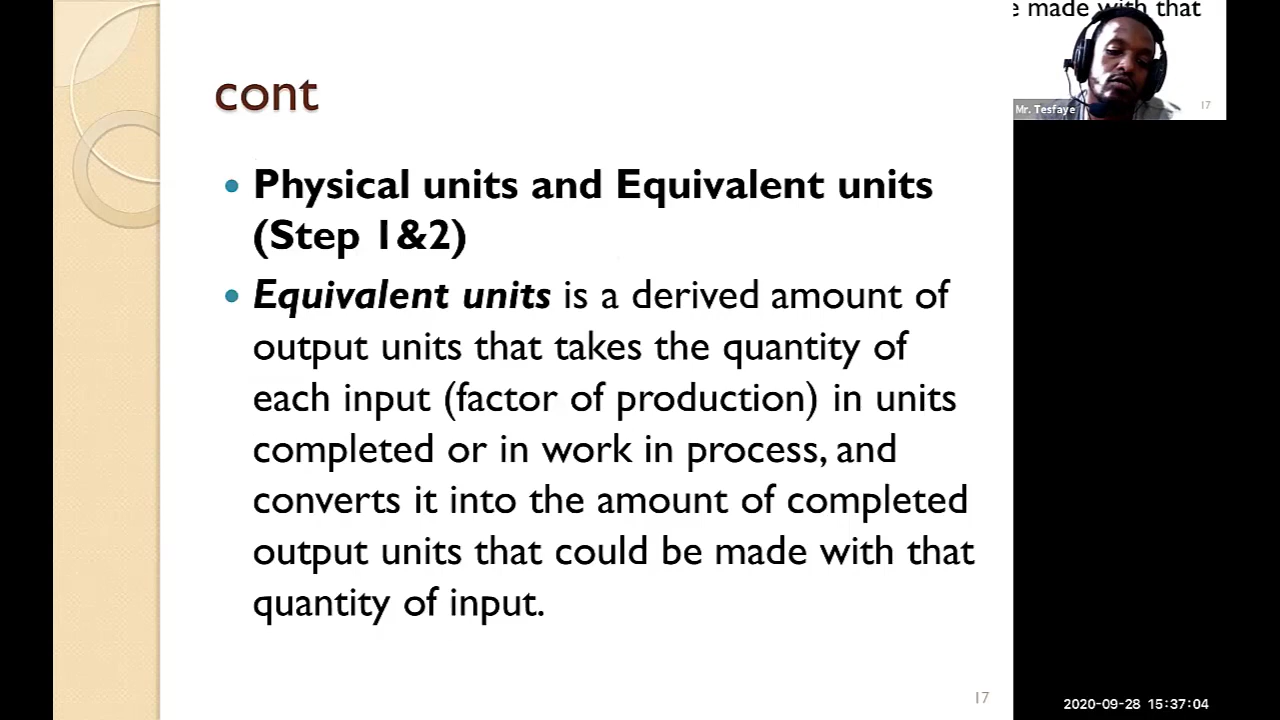 e made with that
Mr. Tesfaye
17
cont
• Physical units and Equivalent units
(Step 1&2)
• Equivalent units is a derived amount of
output units that takes the quantity of
each input (factor of production) in units
completed or in work in process, and
converts it into the amount of completed
output units that could be made with that
quantity of input.
17
2020-09-28 15:37:04